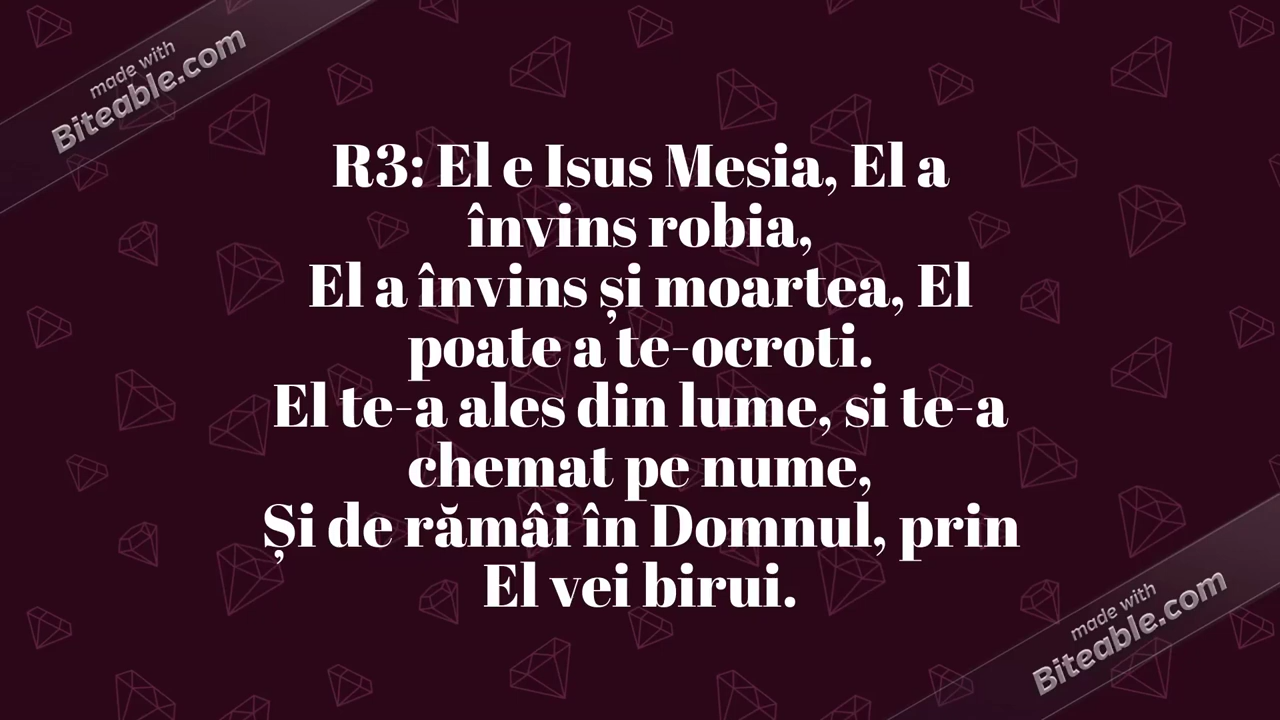 made with
Biteable.com
R3: El e Isus Mesia, El a
învins robia,
El a învins și moartea, El
poate a te-ocroti.
El te-a ales din lume, si te-a
chemat pe nume,
Și de rămâi în Domnul, prin
El vei birui.
made with
Biteable.com